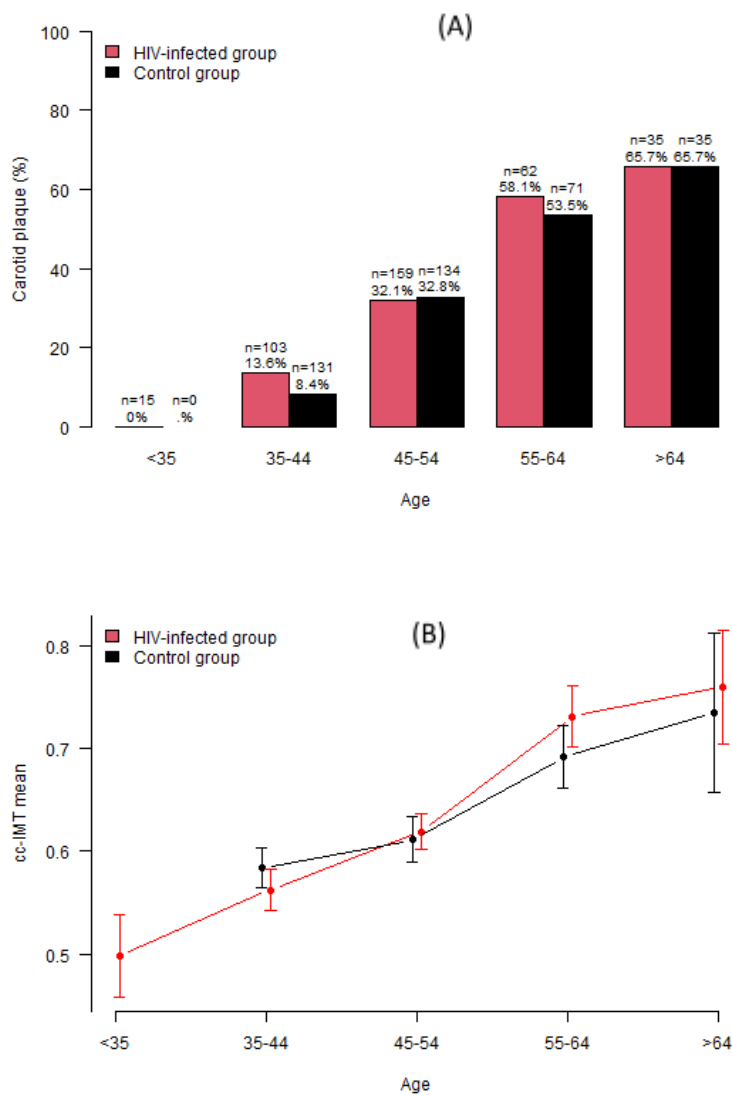 (A)
100
80
60
40
20
0
Carotid plaque (%)
HIV-infected group
Control group
n=15
0%
n=0
.%
n=103
13.6%
n=131
8.4%
n=159
32.1%
n=134
32.8%
n=62
58.1%
n=71
53.5%
n=35
65.7%
n=35
65.7%
<35 35-44 45-54 55-64 >64
Age
(B)
HIV-infected group
Control group
0.8
0.7
0.6
0.5
cc-IMT mean
<35 35-44 45-54 55-64 >64
Age